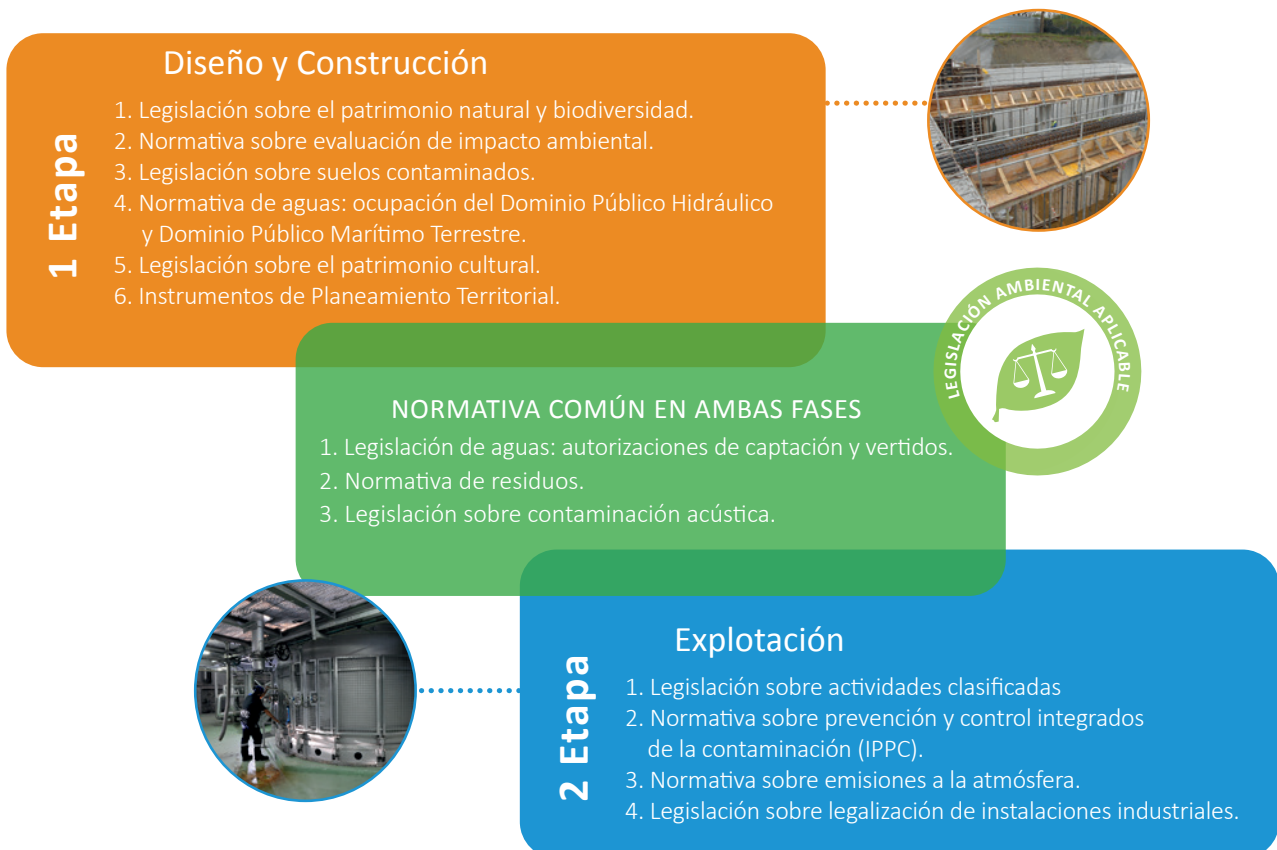 Diseño y Construcción
1 Etapa
1. Legislación sobre el patrimonio natural y biodiversidad.
2. Normativa sobre evaluación de impacto ambiental.
3. Legislación sobre suelos contaminados.
4. Normativa de aguas: ocupación del Dominio Público Hidráulico
y Dominio Público Marítimo Terrestre.
5. Legislación sobre el patrimonio cultural.
6. Instrumentos de Planeamiento Territorial.
LEGISLACIÓN AMBIENTAL APLICABLE
NORMATIVA COMÚN EN AMBAS FASES
1. Legislación de aguas: autorizaciones de captación y vertidos.
2. Normativa de residuos.
3. Legislación sobre contaminación acústica.
Explotación
2 Etapa
1. Legislación sobre actividades clasificadas
2. Normativa sobre prevención y control integrados
de la contaminación (IPPC).
3. Normativa sobre emisiones a la atmósfera.
4. Legislación sobre legalización de instalaciones industriales.